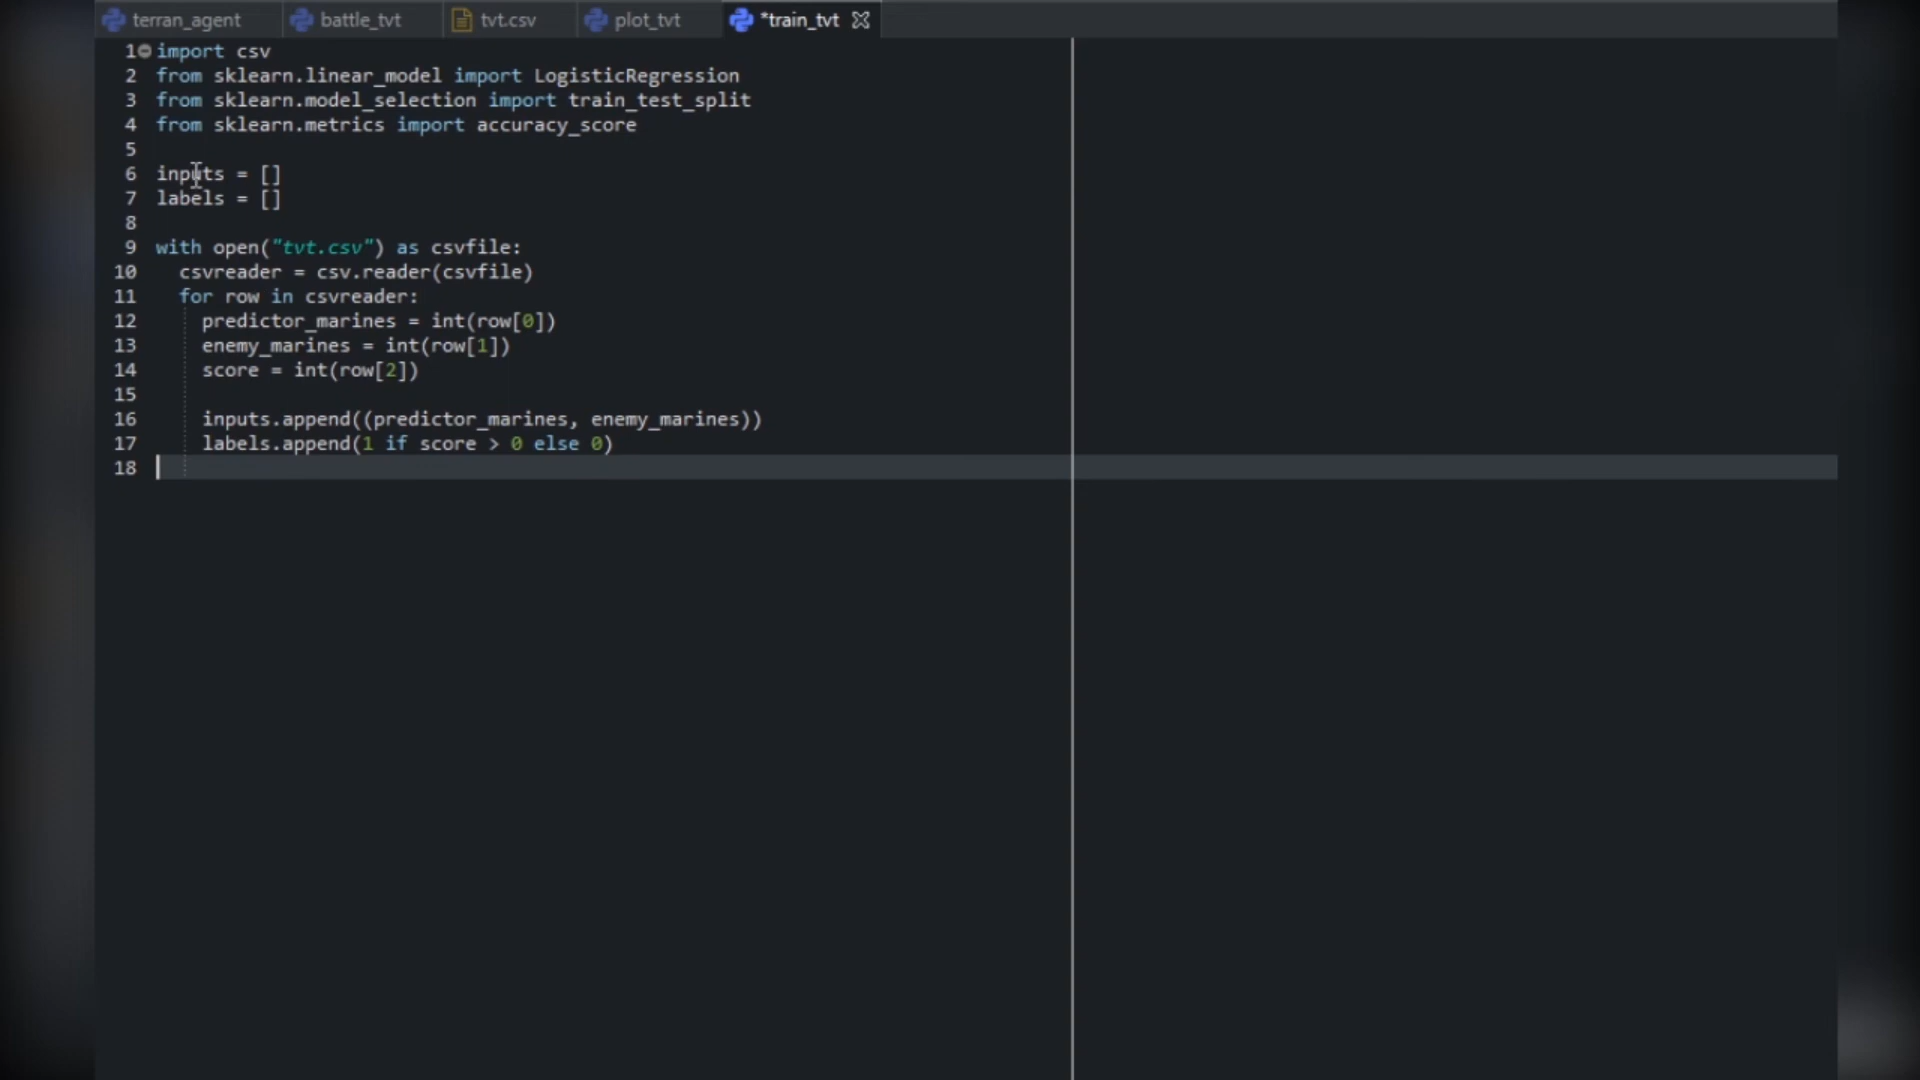 terran_agent battle_tvt tvt.csv plot_tvt *train_tvt
1 import csv
2 from sklearn.linear_model import LogisticRegression
3 from sklearn.model_selection import train_test_split
4 from sklearn.metrics import accuracy_score
5
6 inputs = []
7 labels = []
8
9 with open("tvt.csv") as csvfile:
10   csvreader = csv.reader(csvfile)
11   for row in csvreader:
12     predictor_marines = int(row[0])
13     enemy_marines = int(row[1])
14     score = int(row[2])
15
16     inputs.append((predictor_marines, enemy_marines))
17     labels.append(1 if score > 0 else 0)
18